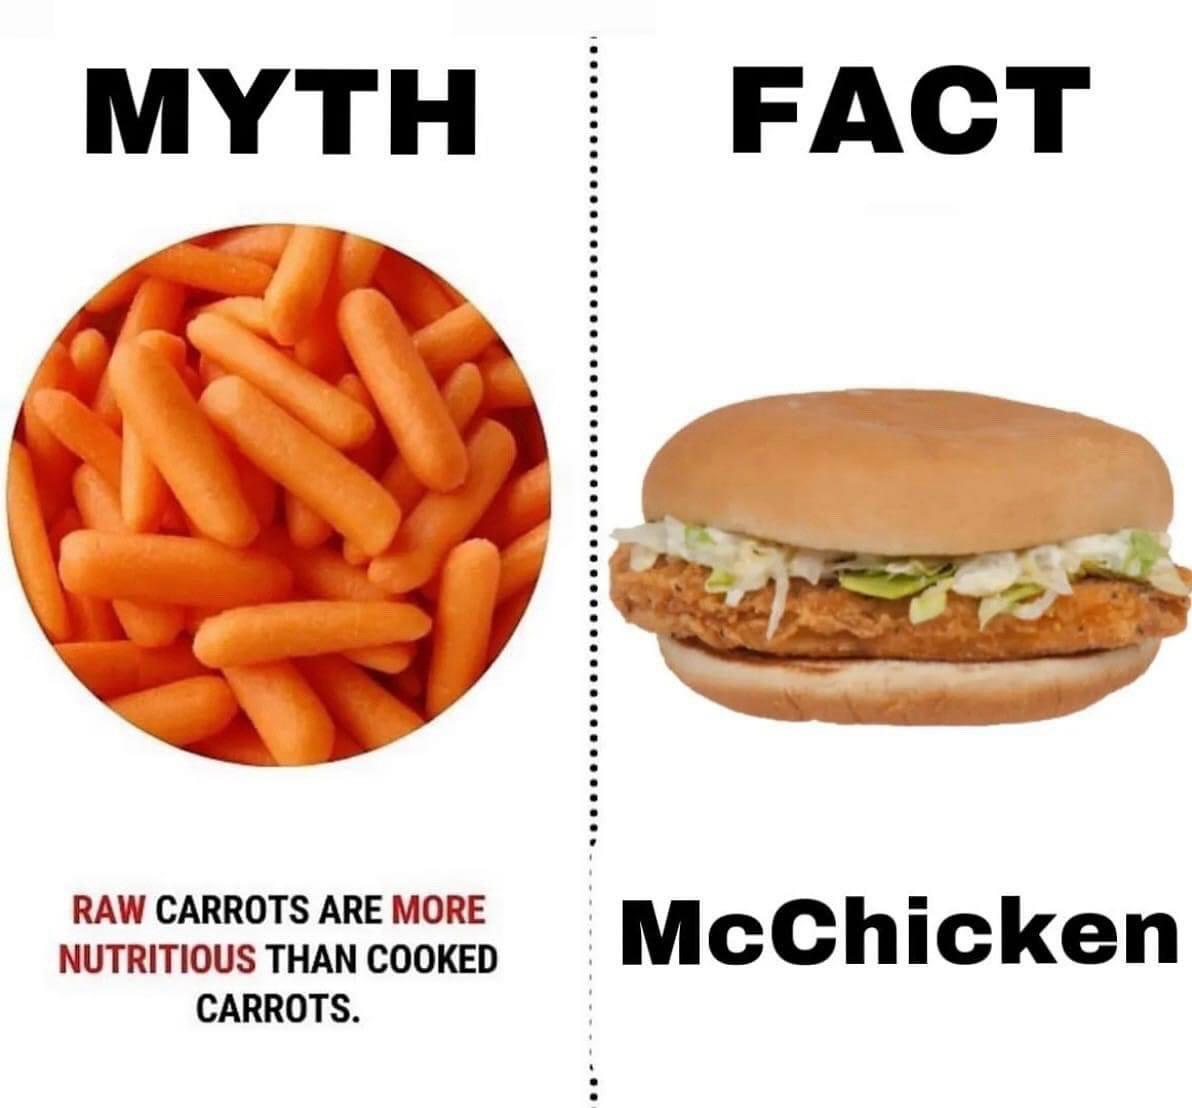 MYTH
FACT
RAW CARROTS ARE MORE
NUTRITIOUS THAN COOKED
CARROTS.
McChicken